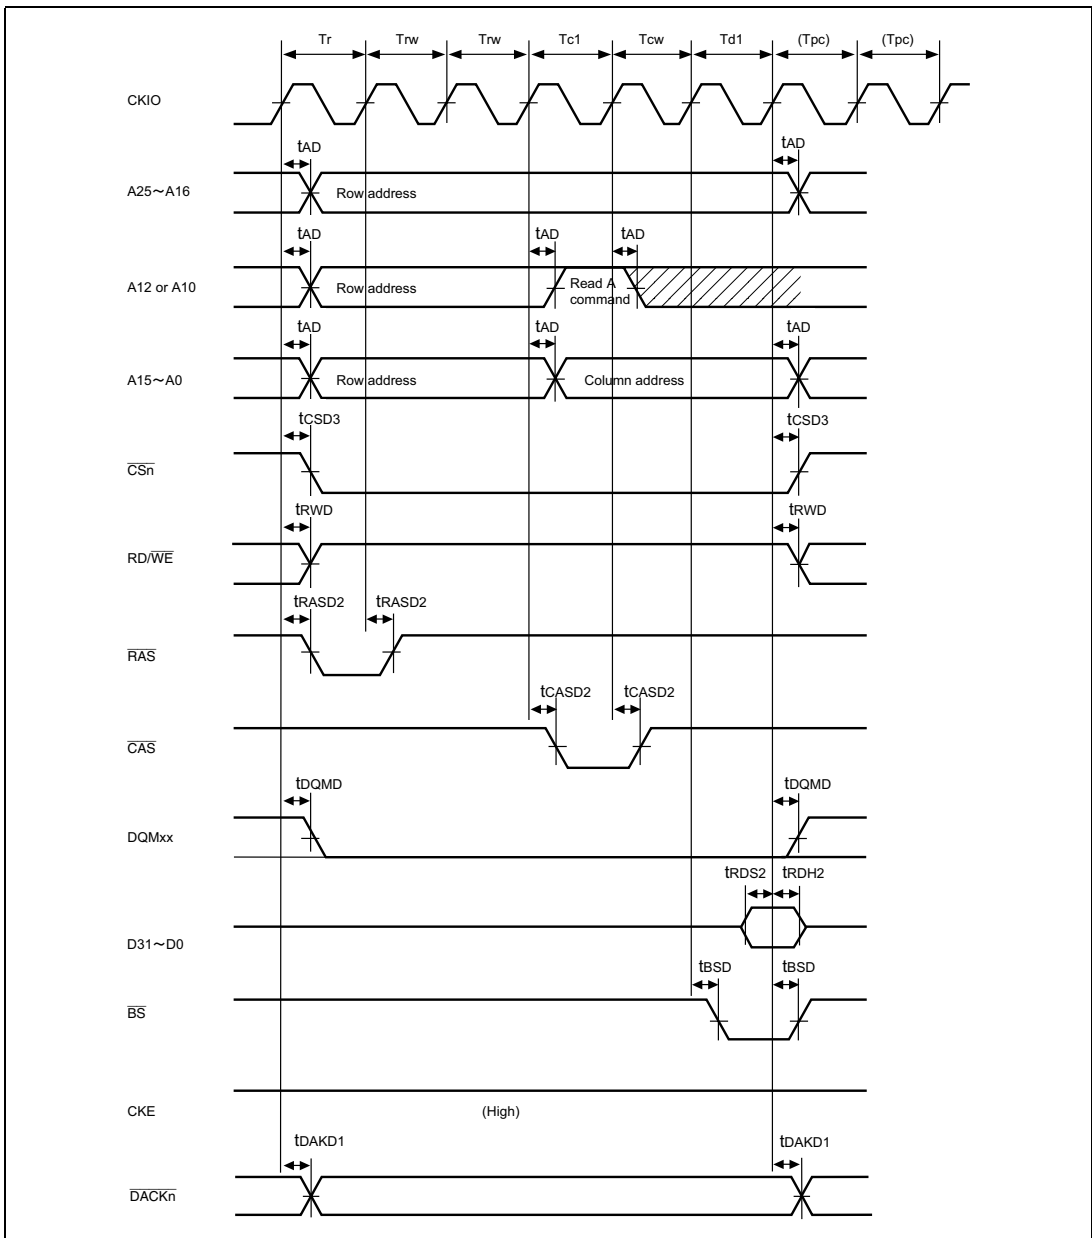 Tr Trw Trw Tc1 Tcw Td1 (Tpc) (Tpc)
CKIO
tAD tAD
A25~A16 Row address
tAD tAD tAD
A12 or A10 Row address Read A command
tAD tAD tAD
A15~A0 Row address Column address
tCSD3 tCSD3
CSn
tRWD tRWD
RD/WE
tRASD2 tRASD2
RAS
tCASD2 tCASD2
CAS
tDQMD tDQMD
DQMxx
tRDS2 tRDH2
D31~D0
tBSD tBSD
BS
CKE (High)
tDAKD1 tDAKD1
DACKn